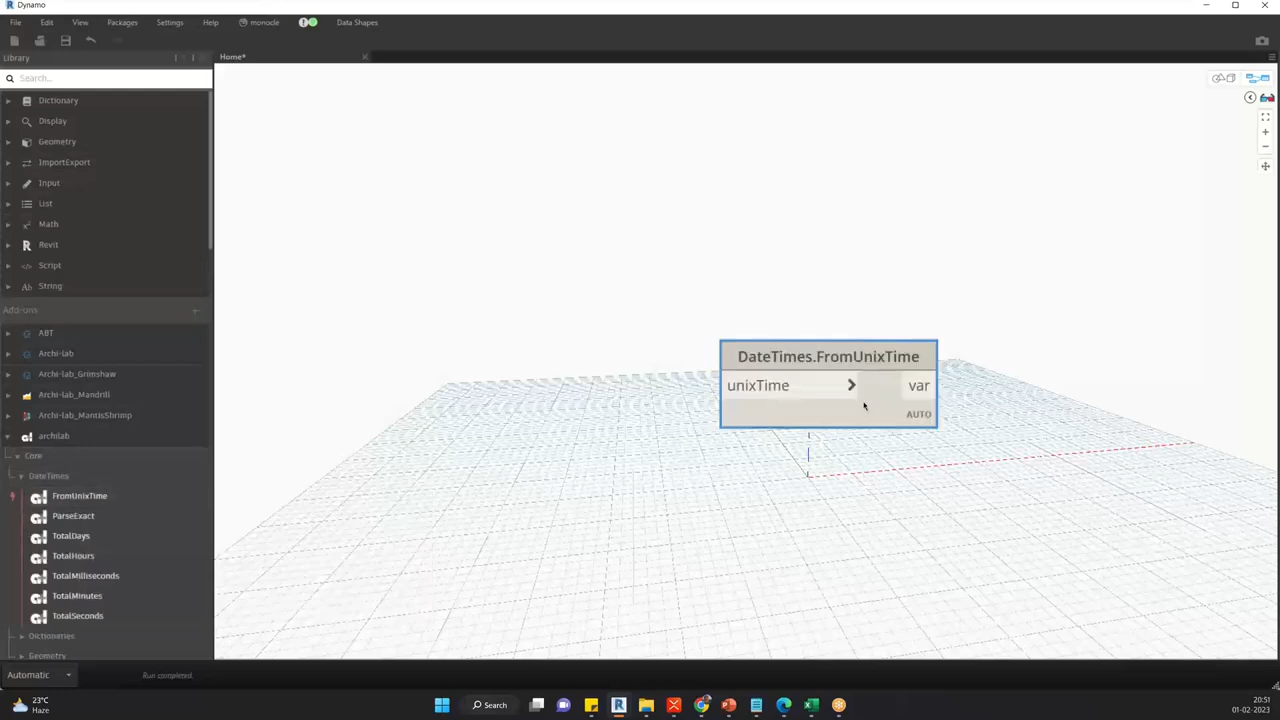 Dynamo
File Edit View Packages Settings Help monocle Data Shapes
Library
Home*
Search...
Dictionary
Display
Geometry
ImportExport
Input
List
Math
Revit
Script
String
Add-ons
ABT
Archi-lab
Archi-lab_Grimshaw
Archi-lab_Mandrill
Archi-lab_MantisShrimp
archilab
Core
DateTimes
FromUnixTime
ParseExact
TotalDays
TotalHours
TotalMilliseconds
TotalMinutes
TotalSeconds
Dictionaries
Geometry
DateTimes.FromUnixTime
unixTime > var
AUTO
Automatic
Run completed.
23°C
Haze
Search
20:51
01-02-2023